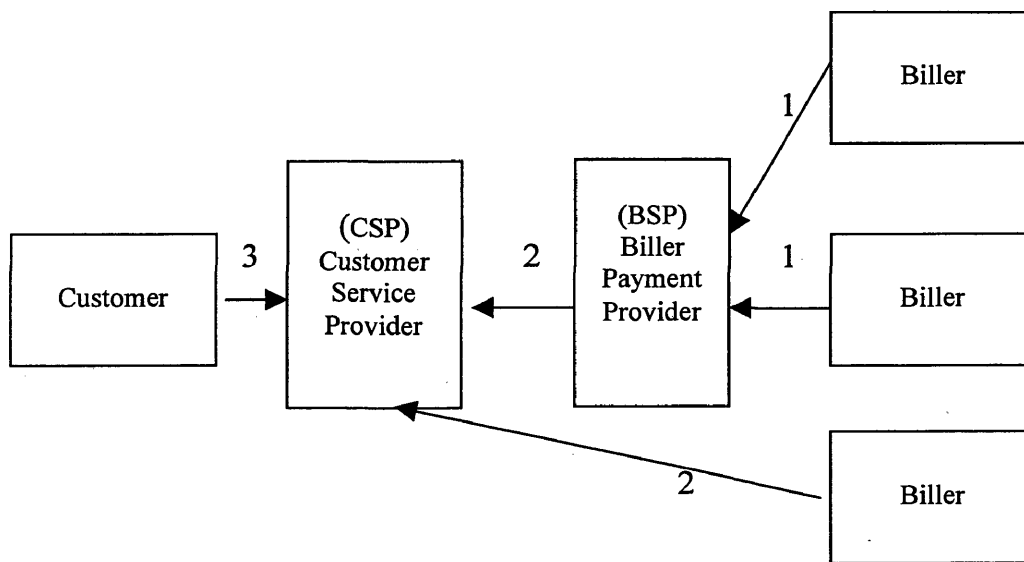 Biller
1
(CSP)
Customer
Service
Provider
(BSP)
Biller
Payment
Provider
3
2
1
Customer
Biller
2
Biller